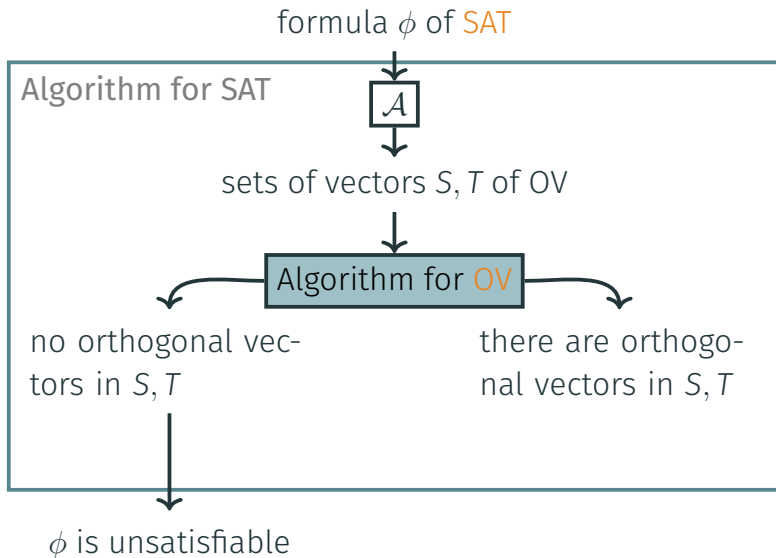 formula ϕ of SAT
Algorithm for SAT
𝒜
sets of vectors S, T of OV
Algorithm for OV
no orthogonal vec-
tors in S, T
there are orthogo-
nal vectors in S, T
ϕ is unsatisfiable